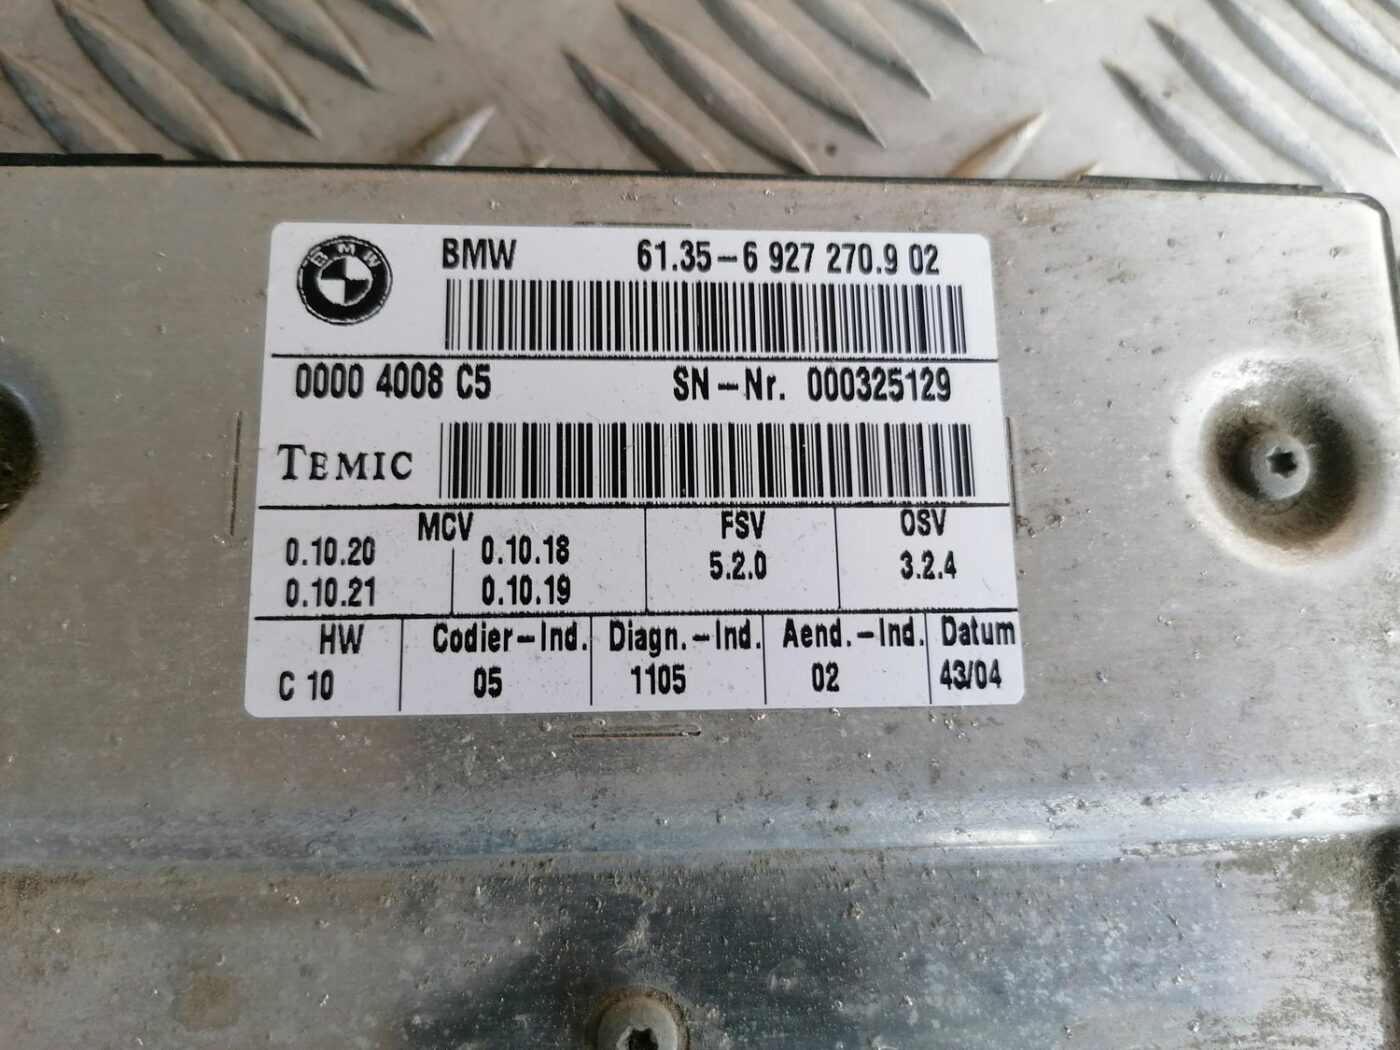 BMW
BMW 61.35-6 927 270.9 02
0000 4008 C5 SN-Nr. 000325129
TEMIC
MCV FSV OSV
0.10.20 0.10.18 5.2.0 3.2.4
0.10.21 0.10.19
HW Codier-Ind. Diagn.-Ind. Aend.-Ind. Datum
C 10 05 1105 02 43/04